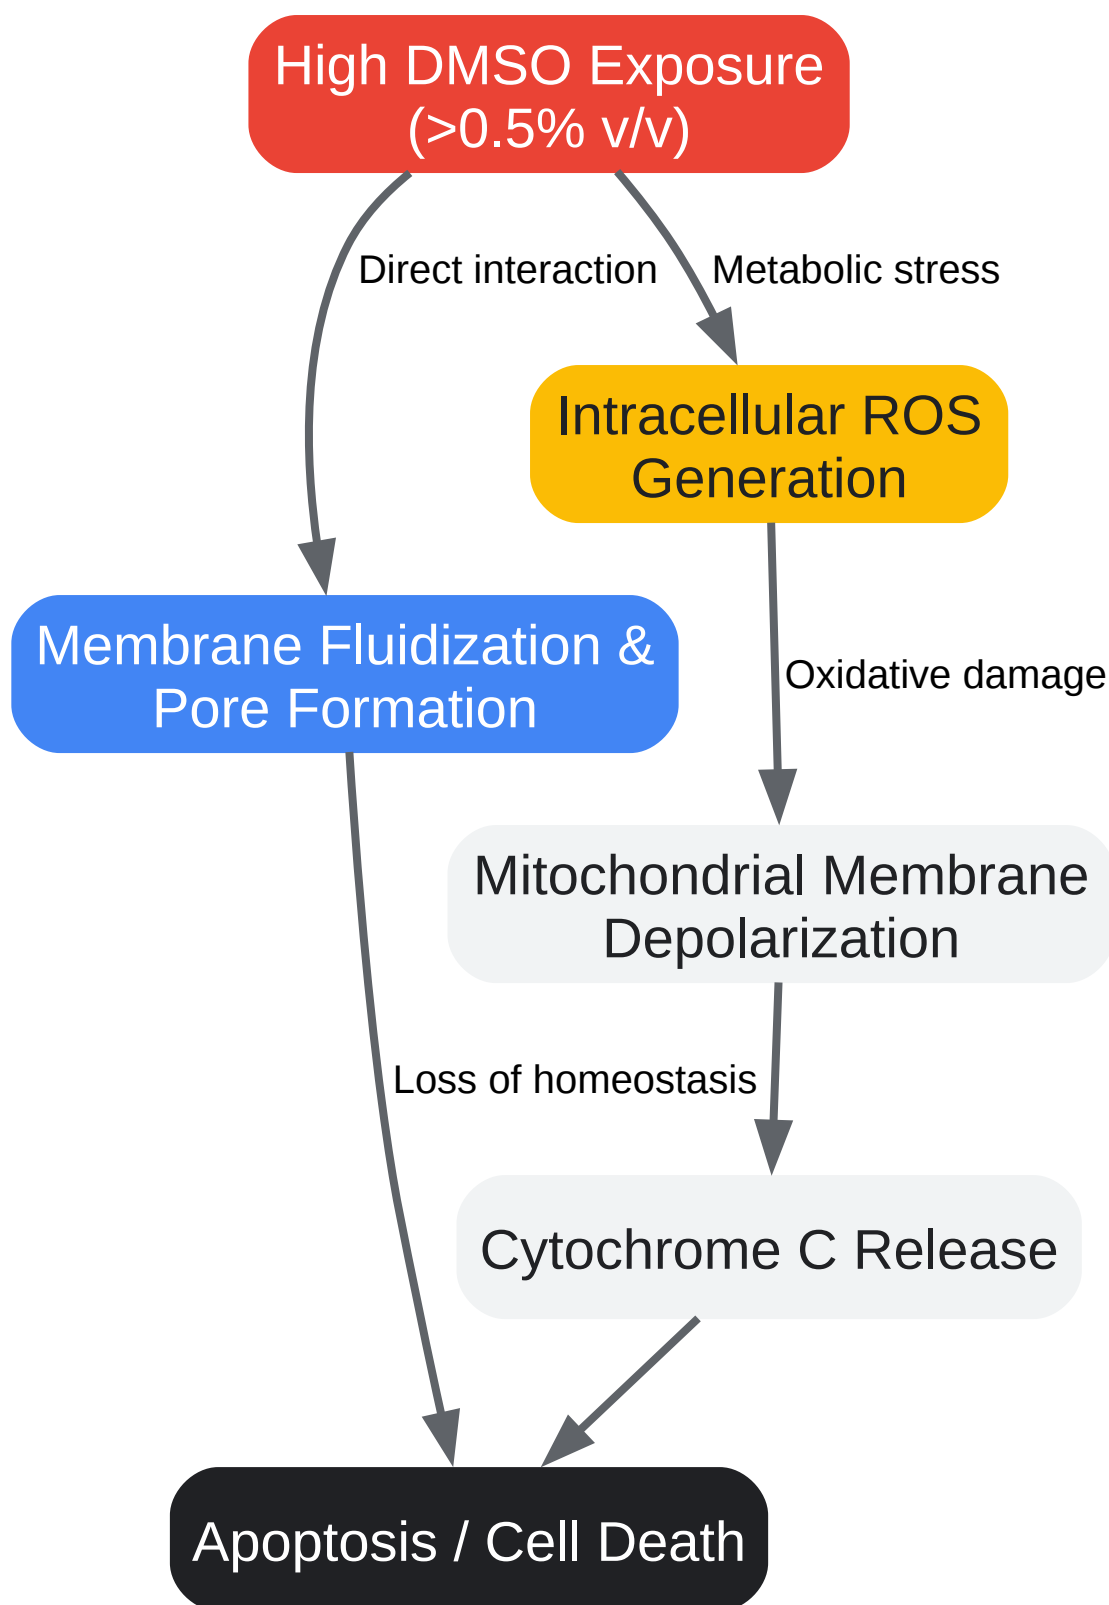 High DMSO Exposure
(>0.5% v/v)
Direct interaction
Metabolic stress
Intracellular ROS
Generation
Membrane Fluidization &
Pore Formation
Oxidative damage
Mitochondrial Membrane
Depolarization
Loss of homeostasis
Cytochrome C Release
Apoptosis / Cell Death